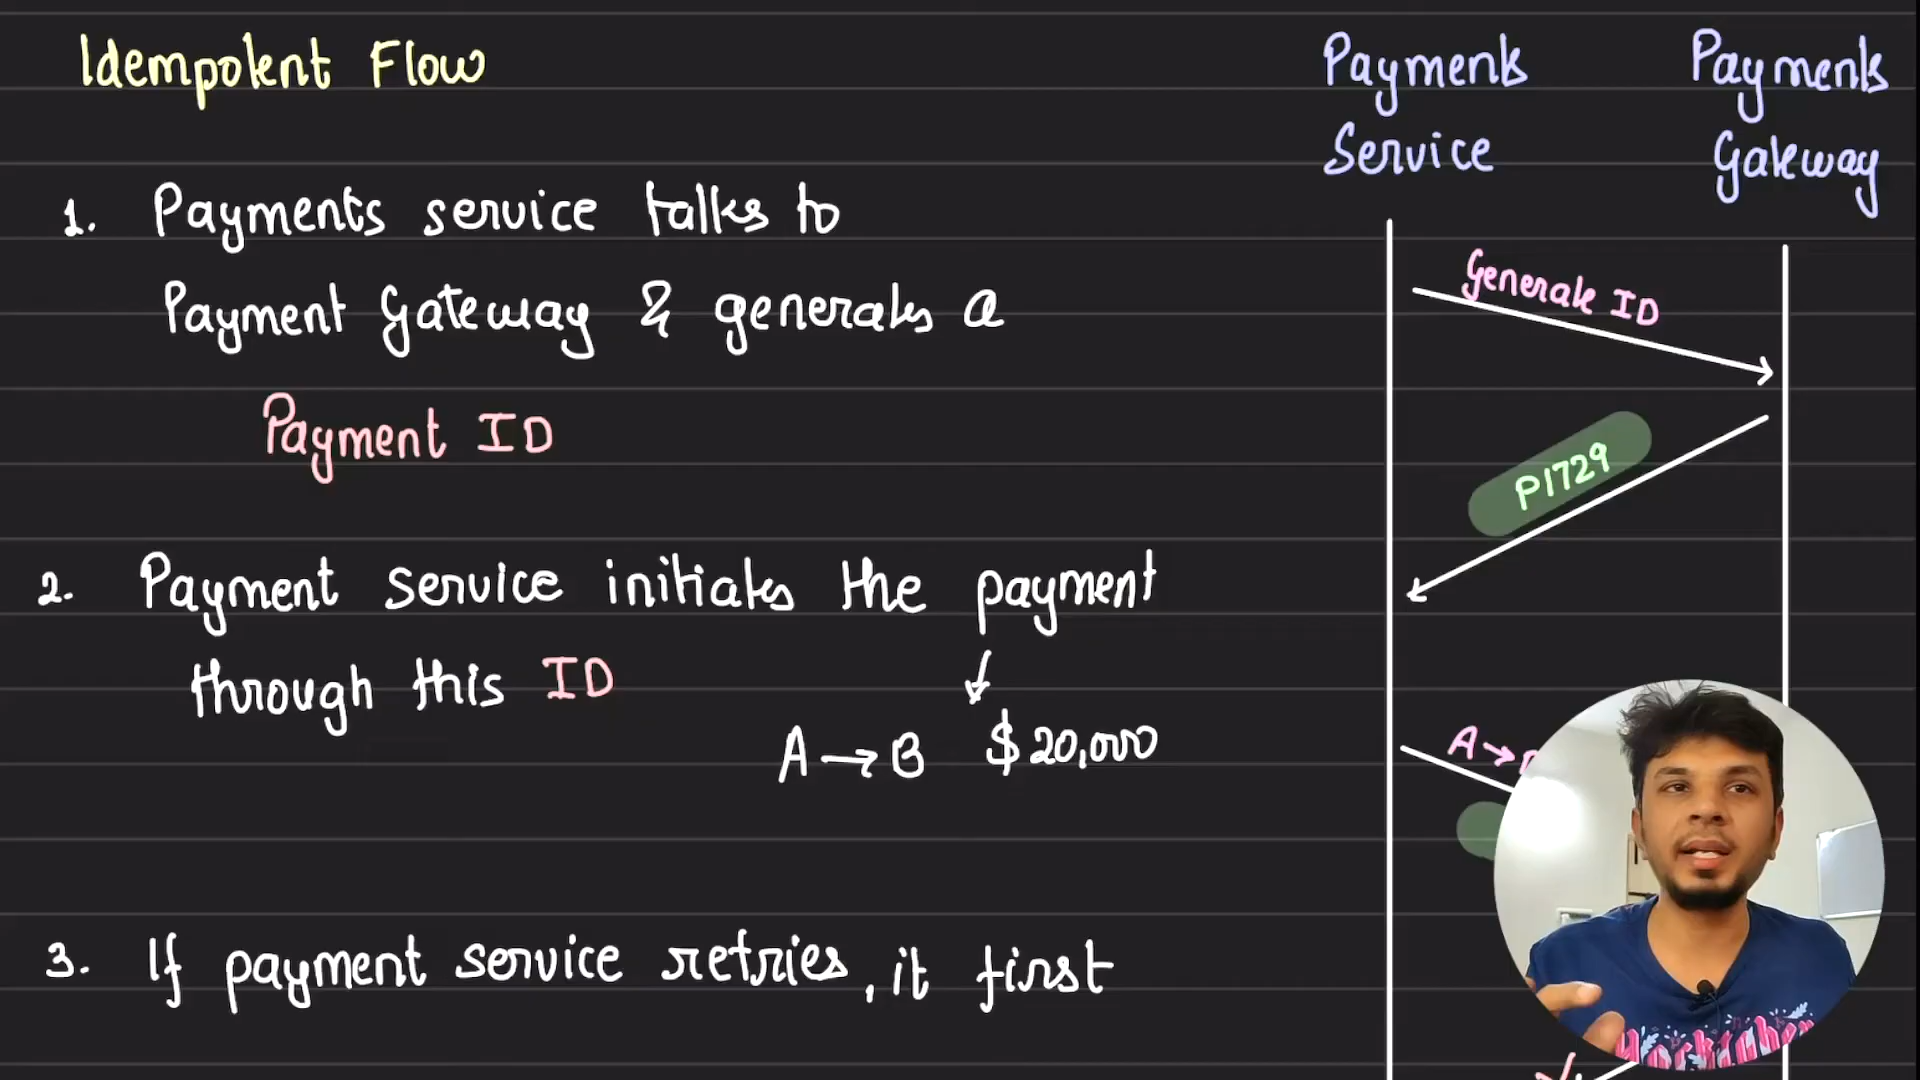 Idempotent Flow
Payments Service
Payments Gateway
1. Payments service talks to
Payment Gateway & generates a
Payment ID
Generate ID
P1729
2. Payment service initiates the payment
through this ID
A → B $20,000
A →
3. If payment service retries, it first